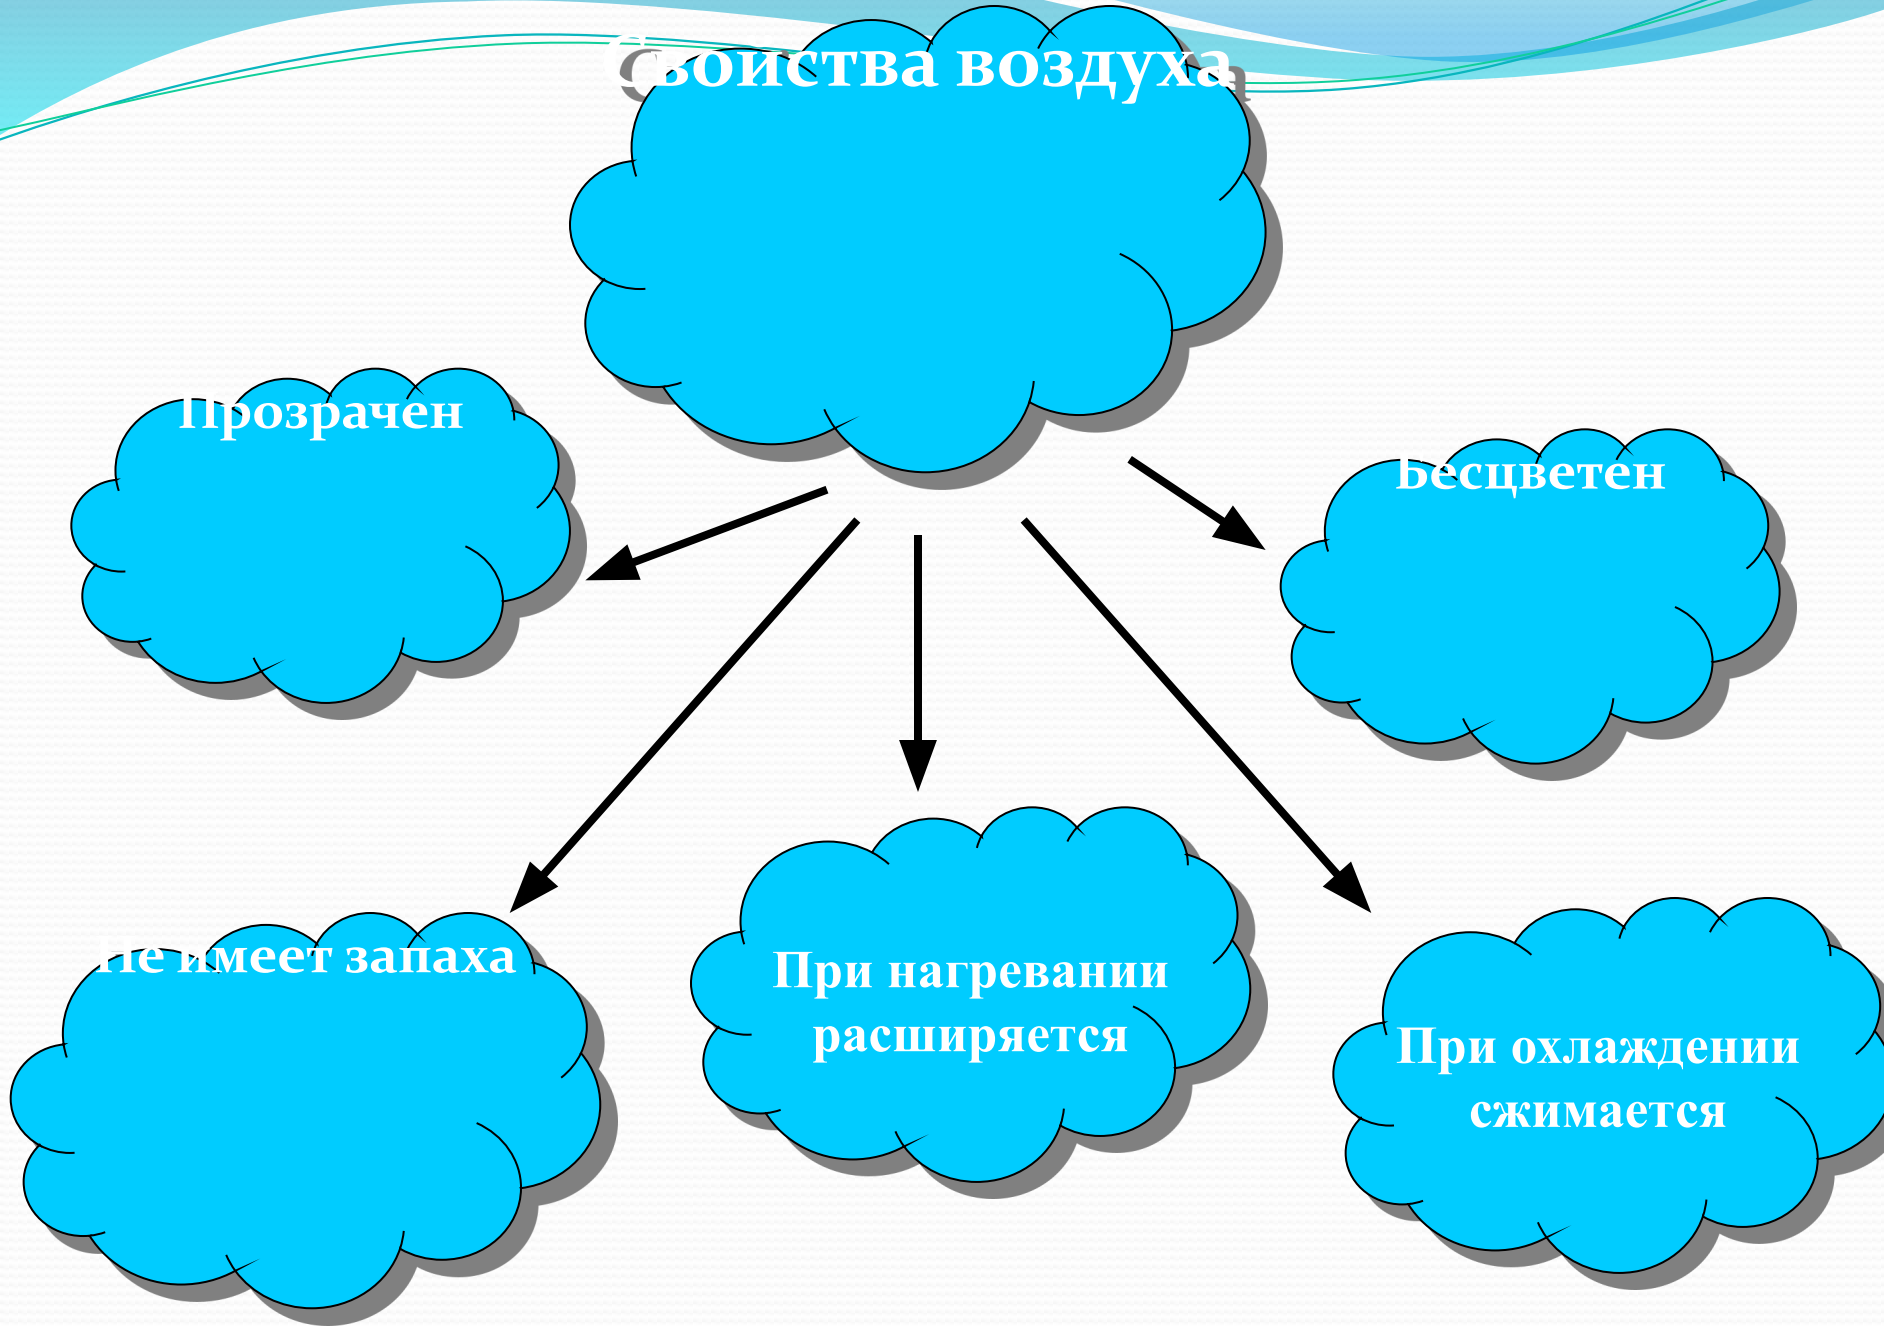 Свойства воздуха
Прозрачен
Бесцветен
Не имеет запаха
При нагревании
расширяется
При охлаждении
сжимается